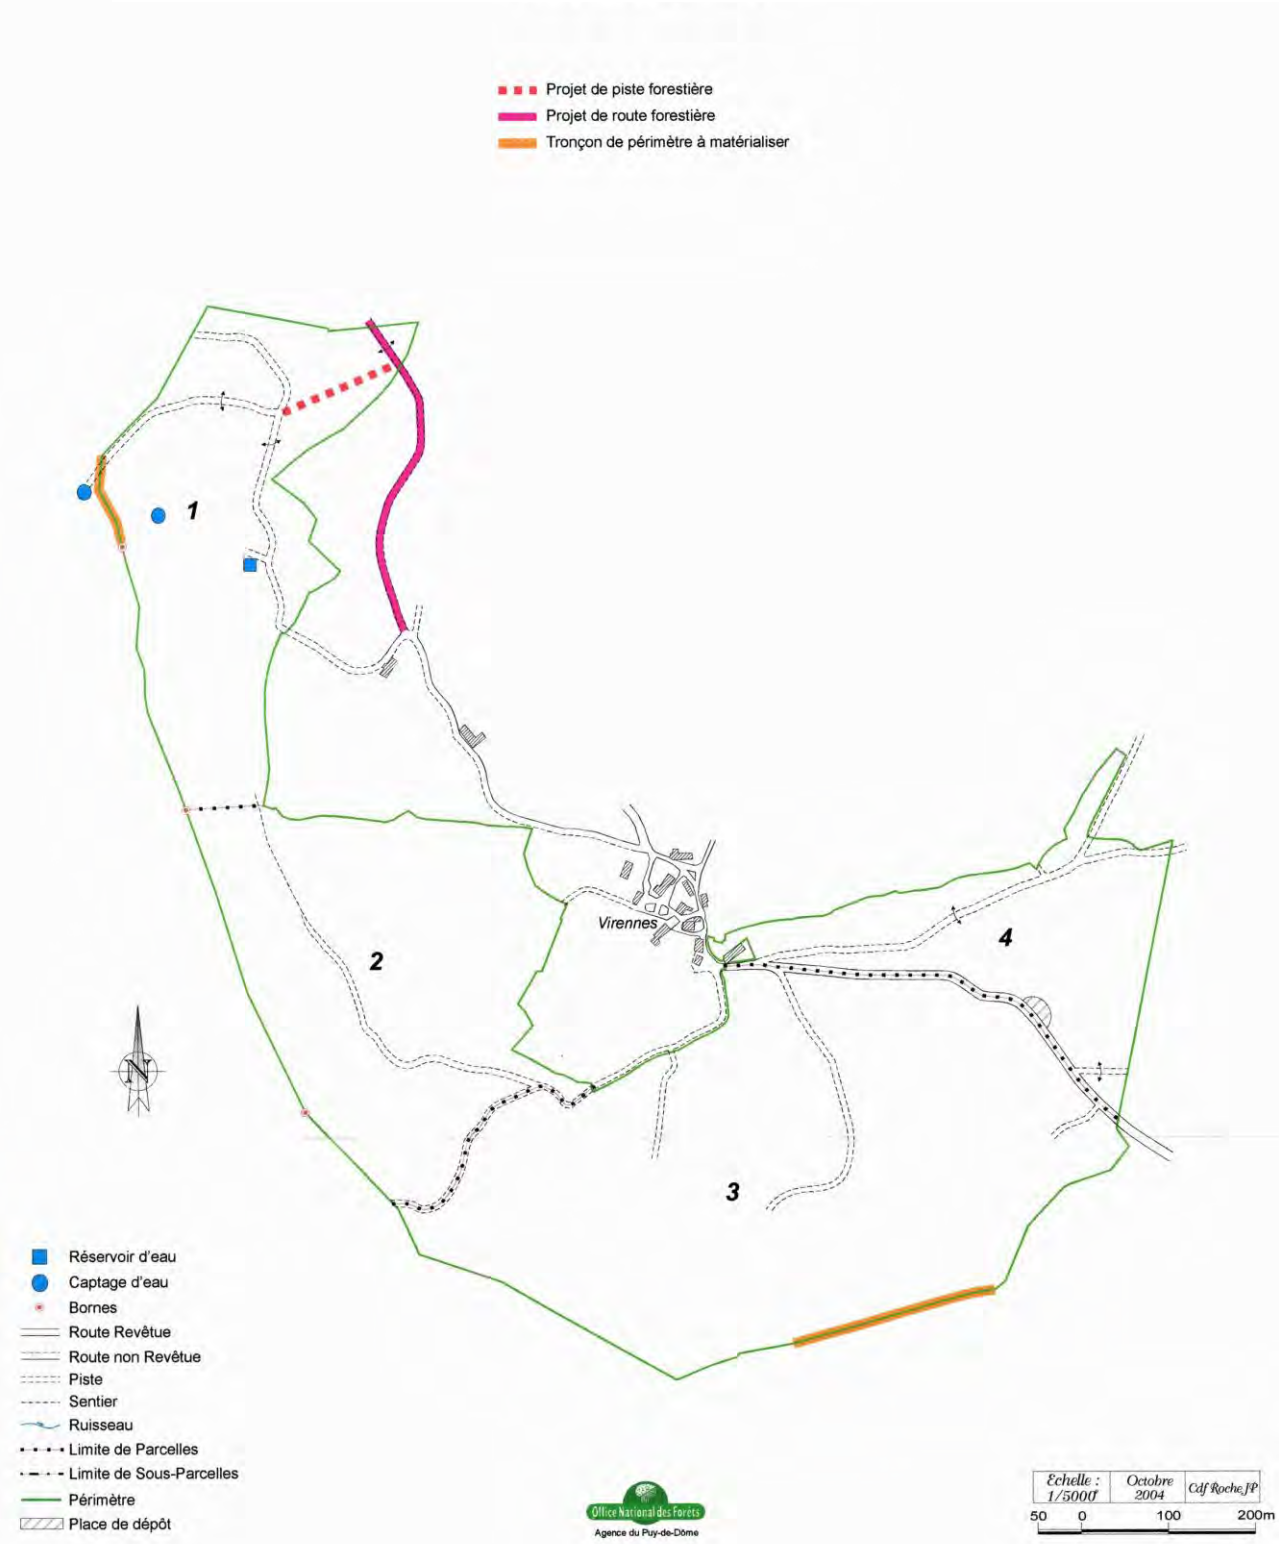 Projet de piste forestière
Projet de route forestière
Tronçon de périmètre à matérialiser
1
2
Virennes
4
3
N
Réservoir d'eau
Captage d'eau
Bornes
Route Revêtue
Route non Revêtue
Piste
Sentier
Ruisseau
Limite de Parcelles
Limite de Sous-Parcelles
Périmètre
Place de dépôt
Office National des Forêts
Agence du Puy-de-Dôme
Echelle :
1/5000°
Octobre
2004
Cdf Roche J P
50 0 100 200m